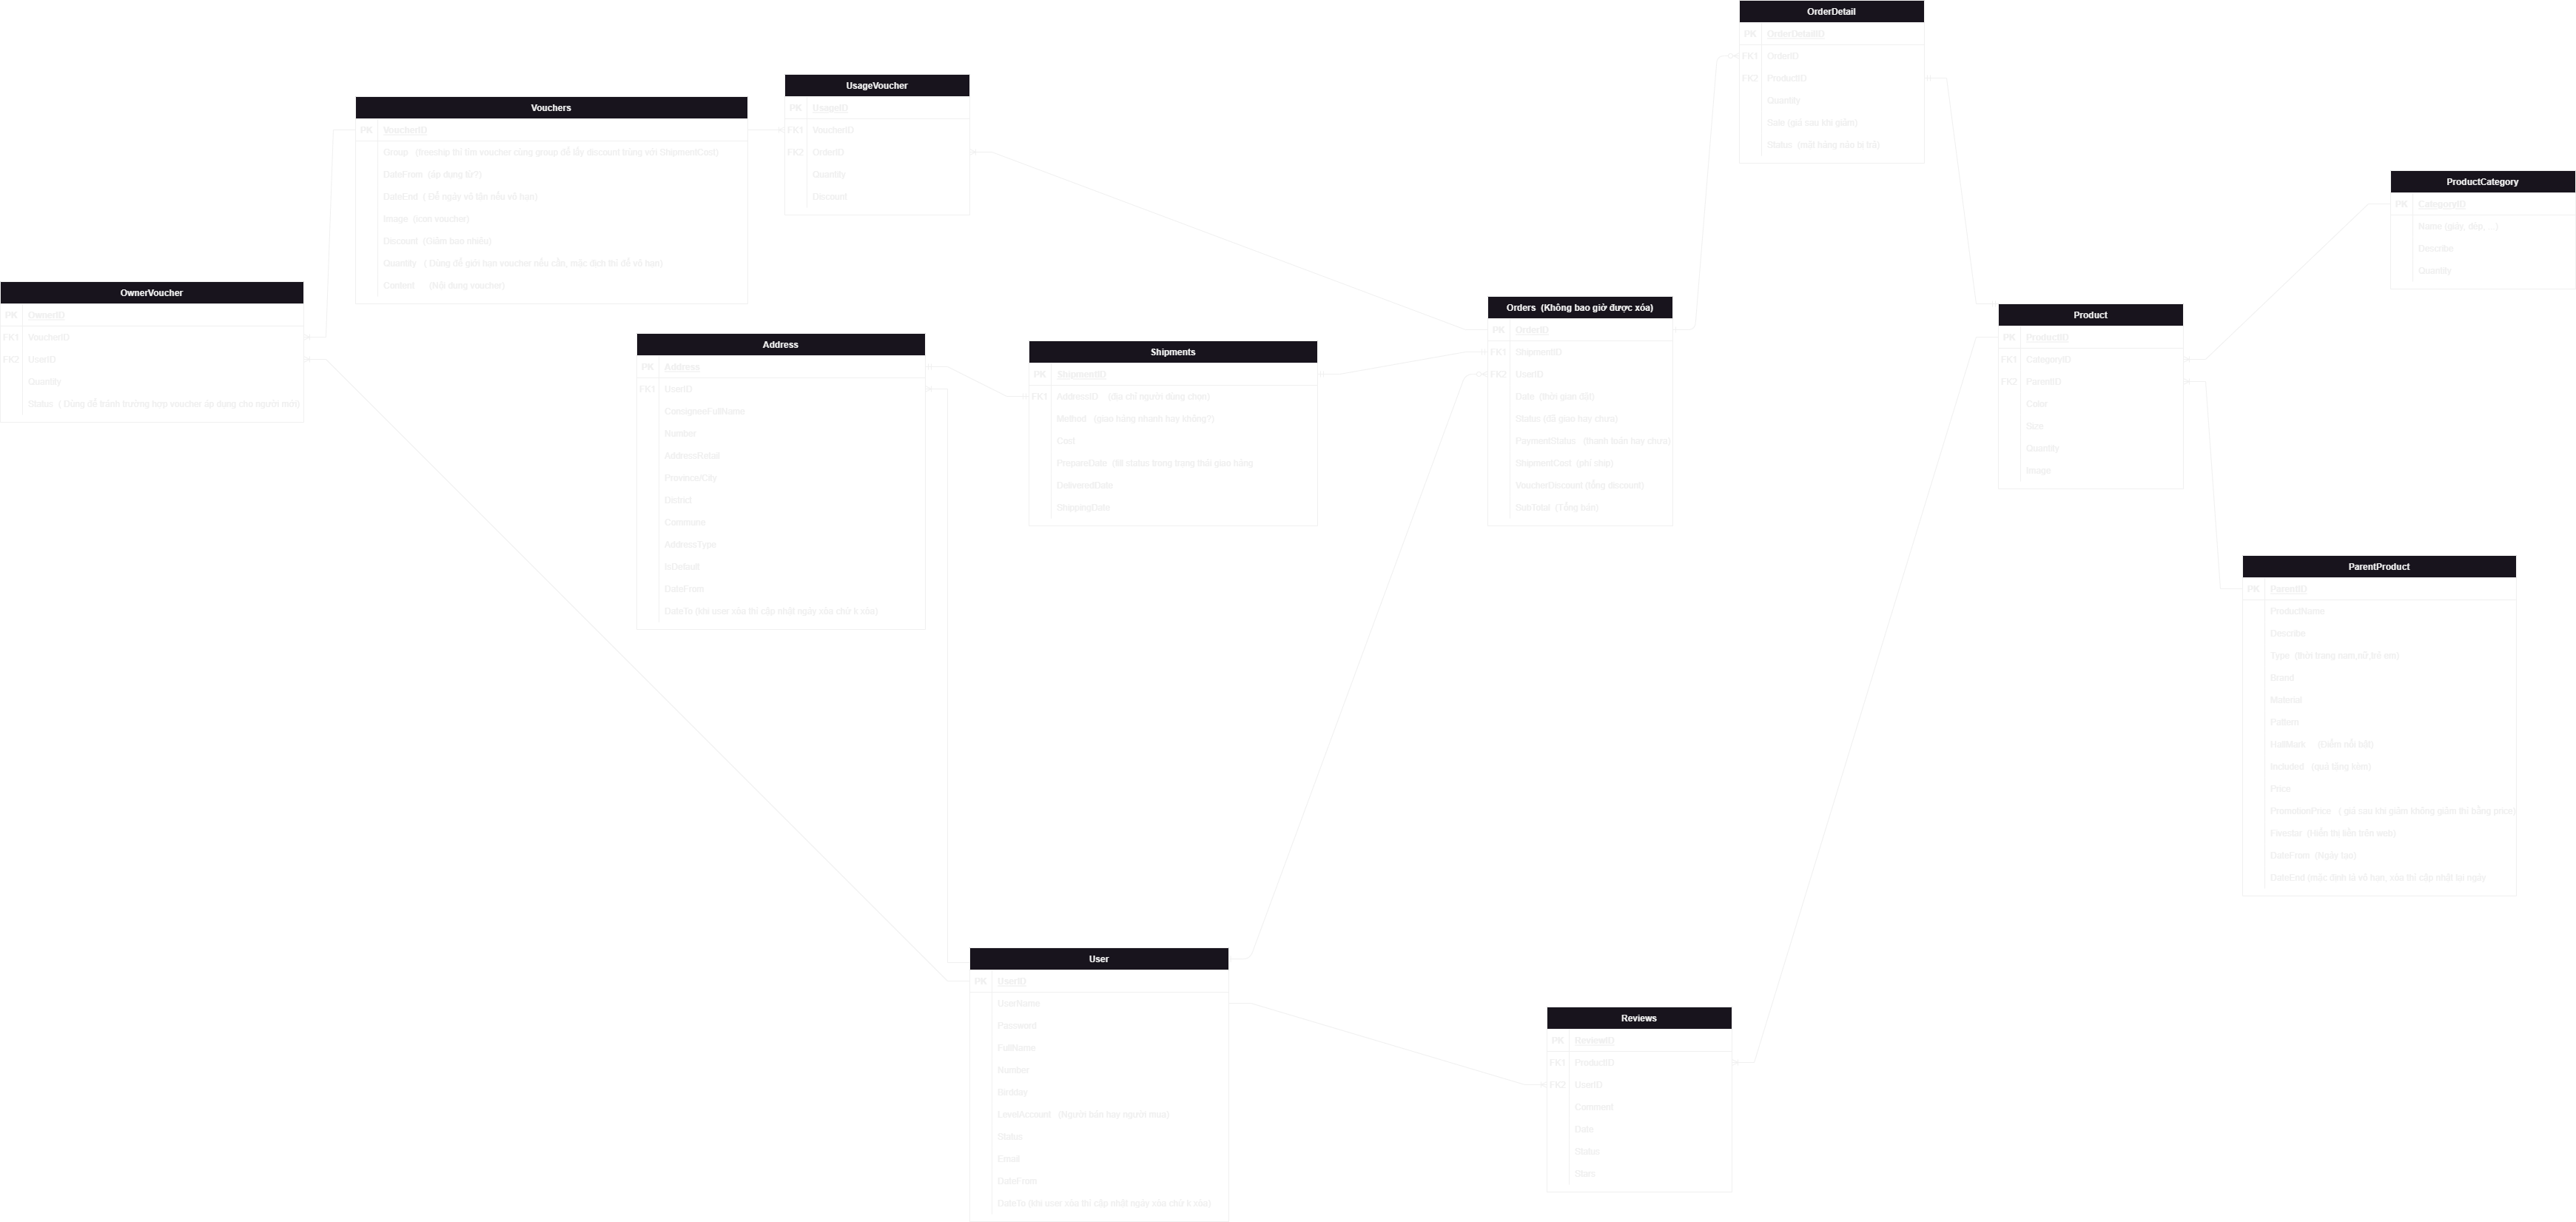 OrderDetail
PK OrderDetailID
FK1 OrderID
FK2 ProductID
Quantity
Sale (giá sau khi giảm)
Status (mặt hàng nào bị trả)
UsageVoucher
PK UsageID
FK1 VoucherID
FK2 OrderID
Quantity
Discount
Vouchers
PK VoucherID
Group (freeship thì tìm voucher cùng group để lấy discount trùng với ShipmentCost)
DateFrom (áp dụng từ?)
DateEnd ( Để ngày vô tận nếu vô hạn)
Image (icon voucher)
Discount (Giảm bao nhiêu)
Quantity ( Dùng để giới hạn voucher nếu cần, mặc định thì để vô hạn)
Content (Nội dung voucher)
ProductCategory
PK CategoryID
Name (giày, dép, ...)
Describe
Quantity
OwnerVoucher
PK OwnerID
FK1 VoucherID
FK2 UserID
Quantity
Status ( Dùng để tránh trường hợp voucher áp dụng cho người mới)
Orders (Không bao giờ được xóa)
PK OrderID
FK1 ShipmentID
FK2 UserID
Date (thời gian đặt)
Status (đã giao hay chưa)
PaymentStatus (thanh toán hay chưa)
ShipmentCost (phí ship)
VoucherDiscount (tổng discount)
SubTotal (Tổng bao)
Product
PK ProductID
FK1 CategoryID
FK2 ParentID
Color
Size
Quantity
Image
Address
PK Address
FK1 UserID
ConsigneeFullName
Number
AddressRetail
Province/City
District
Commune
AddressType
IsDefault
DateFrom
DateTo (khi user xóa thì cập nhật ngày xóa chứ k xóa)
Shipments
PK ShipmentID
FK1 AddressID (địa chỉ người dùng chọn)
Method (giao hàng nhanh hay không?)
Cost
PrepareDate (fill status trong trạng thái giao hàng
DeliveredDate
ShippingDate
ParentProduct
PK ParentID
ProductName
Describe
Type (thời trang nam,nữ,trẻ em)
Brand
Material
Pattern
HallMark (Điểm nổi bật)
Included (quà tặng kèm)
Price
PromotionPrice ( giá sau khi giảm không giảm thì bằng price)
(Hiển thị tiền trên web)
DateFrom (Ngày tạo)
DateEnd (mặc định là vô hạn, xóa thì cập nhật lại ngày
User
PK UserID
UserName
Password
FullName
Number
Birthday
LevelAccount (Người bán hay người mua)
Status
Email
DateFrom
DateTo (khi user xóa thì cập nhật ngày xóa chứ k xóa)
Reviews
PK ReviewID
FK1 ProductID
FK2 UserID
Comment
Date
Status
Stars